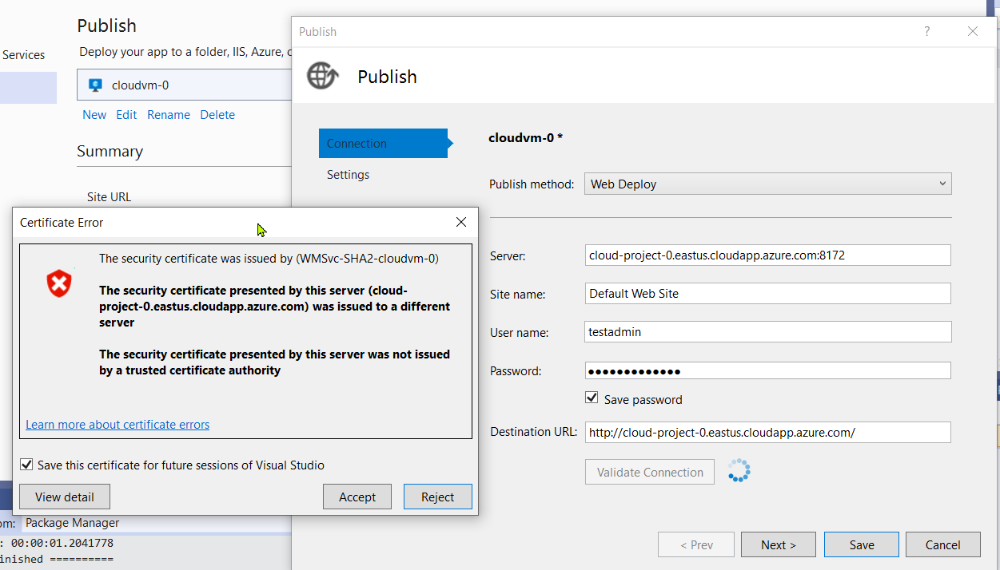 Publish
Deploy your app to a folder, IIS, Azure,
Services
cloudvm-0
New Edit Rename Delete
Summary
Site URL
Publish
?
Publish
Connection
Settings
cloudvm-0 *
Publish method: Web Deploy
Server: cloud-project-0.eastus.cloudapp.azure.com:8172
Site name: Default Web Site
User name: testadmin
Password: •••••••••••••
Save password
Destination URL: http://cloud-project-0.eastus.cloudapp.azure.com/
Validate Connection
< Prev Next > Save Cancel
Certificate Error
The security certificate was issued by (WMSvc-SHA2-cloudvm-0)
The security certificate presented by this server (cloud-
project-0.eastus.cloudapp.azure.com) was issued to a different
server
The security certificate presented by this server was not issued
by a trusted certificate authority
Learn more about certificate errors
Save this certificate for future sessions of Visual Studio
View detail Accept Reject
om: Package Manager
: 00:00:01.2041778
inished ==========